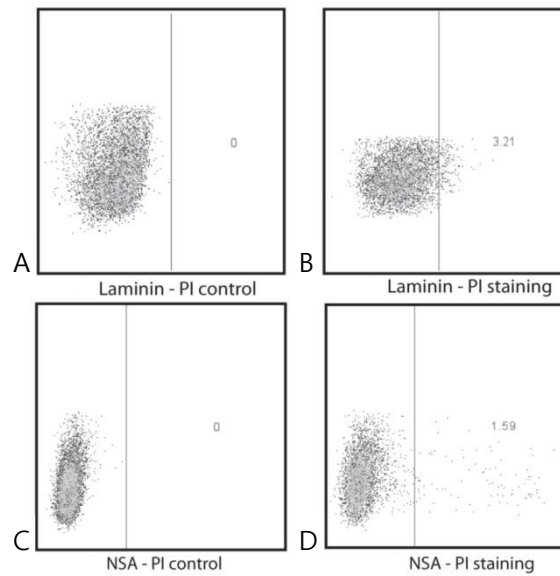 0
3.21
A
B
Laminin - PI control
Laminin - PI staining
0
1.59
C
D
NSA - PI control
NSA - PI staining